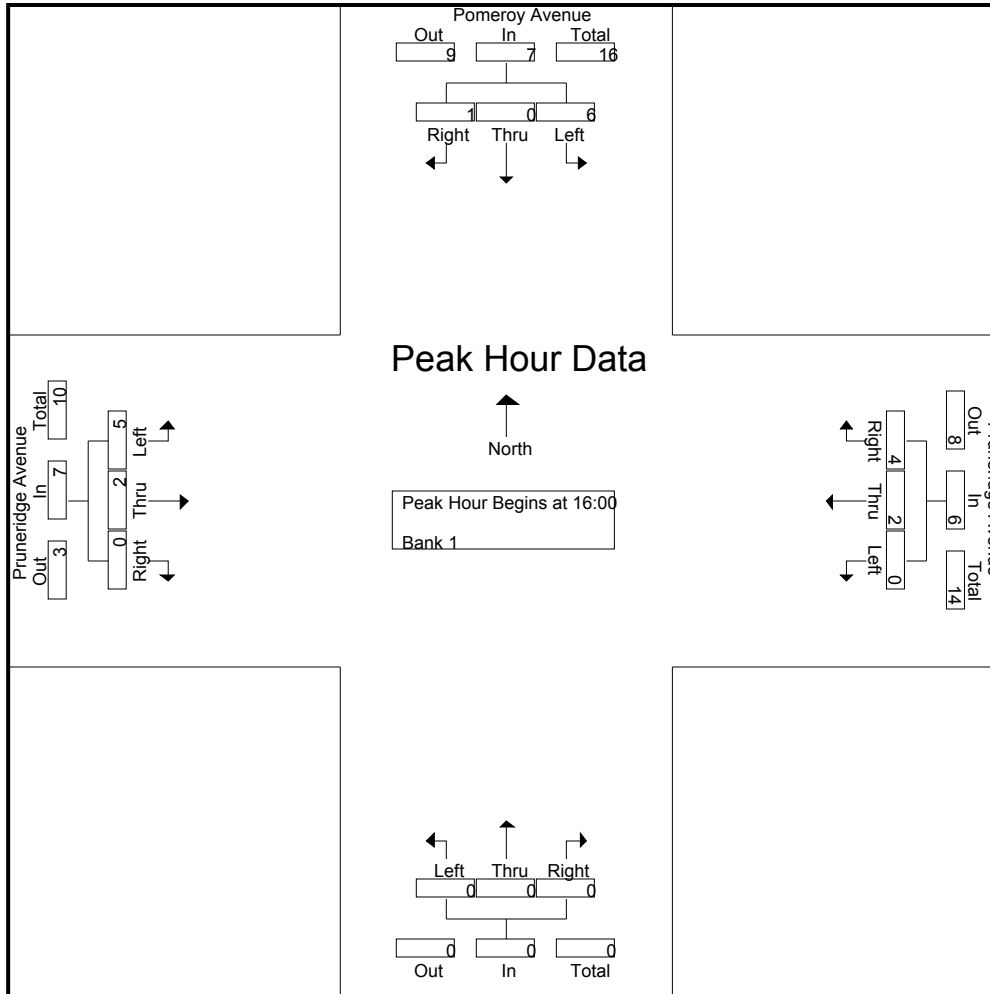 Pomeroy Avenue
Out In Total
9 7 16
1 0 6
Right Thru Left
Peak Hour Data
North
Peak Hour Begins at 16:00
Bank 1
Pruneridge Avenue
Out In Total
3 7 10
5 2 0
Left Thru Right
Right Thru Left
4 2 0
Out In Total
8 6 14
Left Thru Right
0 0 0
0 0 0
Out In Total